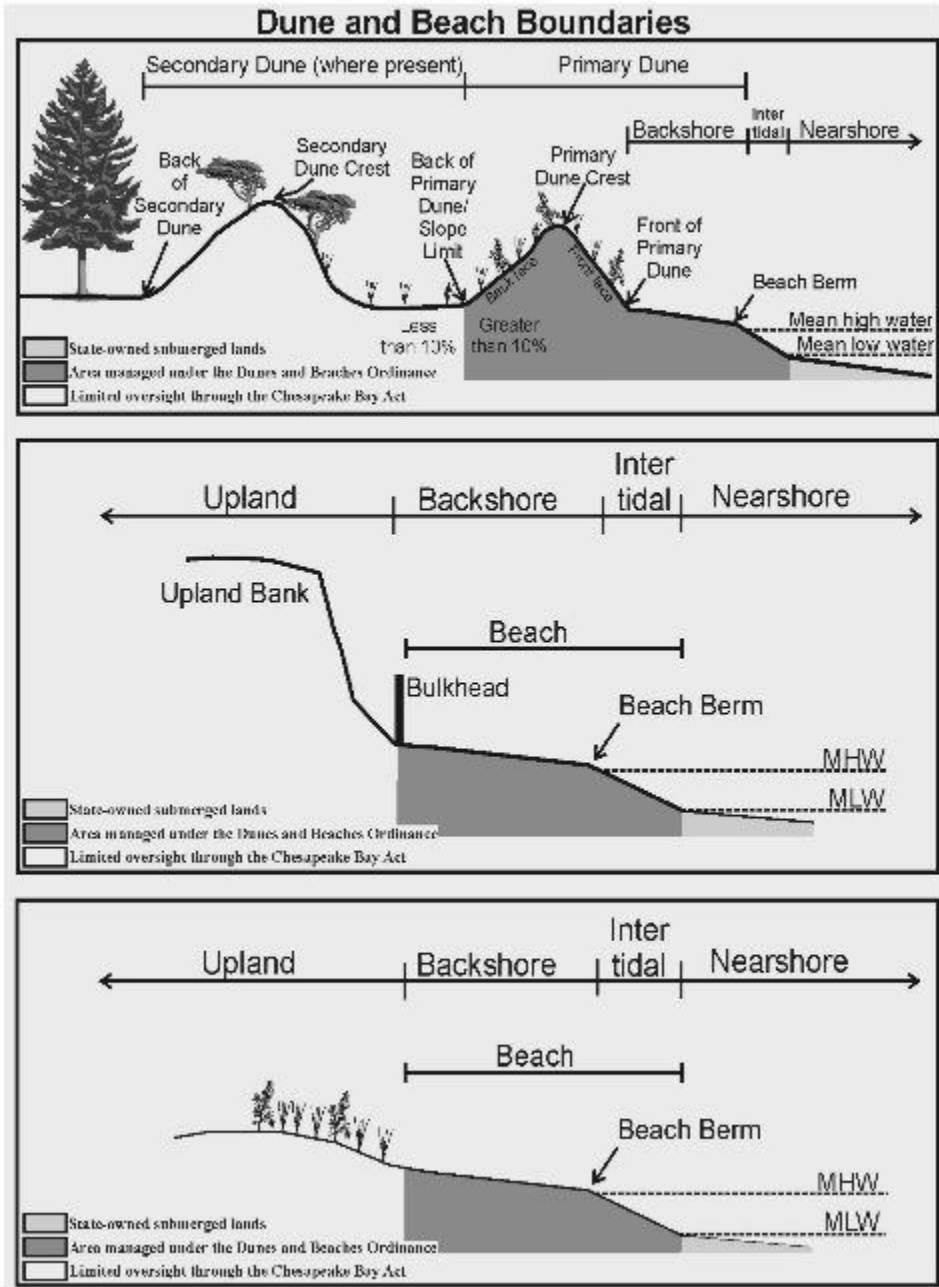 Dune and Beach Boundaries
Secondary Dune (where present)
Primary Dune
Backshore
Inter
tidal
Nearshore
Back
of
Secondary
Dune
Secondary
Dune Crest
Back of
Primary
Dune/
Slope
Limit
Primary
Dune Crest
Front of
Primary
Dune
Back face
Front face
Beach Berm
Mean high water
Mean low water
Less
than 10%
Greater
than 10%
State-owned submerged lands
Area managed under the Dunes and Beaches Ordinance
Limited oversight through the Chesapeake Bay Act
Upland
Backshore
Inter
tidal
Nearshore
Upland Bank
Beach
Bulkhead
Beach Berm
MHW
MLW
State-owned submerged lands
Area managed under the Dunes and Beaches Ordinance
Limited oversight through the Chesapeake Bay Act
Upland
Backshore
Inter
tidal
Nearshore
Beach
Beach Berm
MHW
MLW
State-owned submerged lands
Area managed under the Dunes and Beaches Ordinance
Limited oversight through the Chesapeake Bay Act